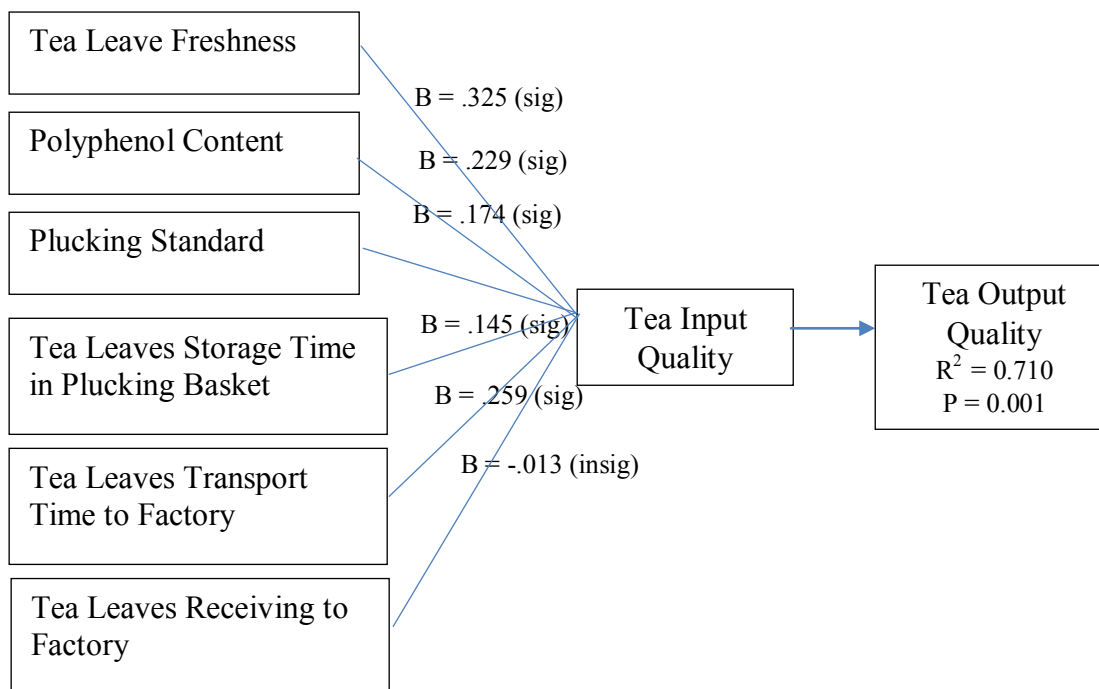 Tea Leave Freshness
B = .325 (sig)
Polyphenol Content
B = .229 (sig)
B = .174 (sig)
Plucking Standard
Tea Leaves Storage Time
in Plucking Basket
B = .145 (sig)
B = .259 (sig)
Tea Leaves Transport
Time to Factory
B = -.013 (insig)
Tea Leaves Receiving to
Factory
Tea Input
Quality
Tea Output
Quality
R² = 0.710
P = 0.001